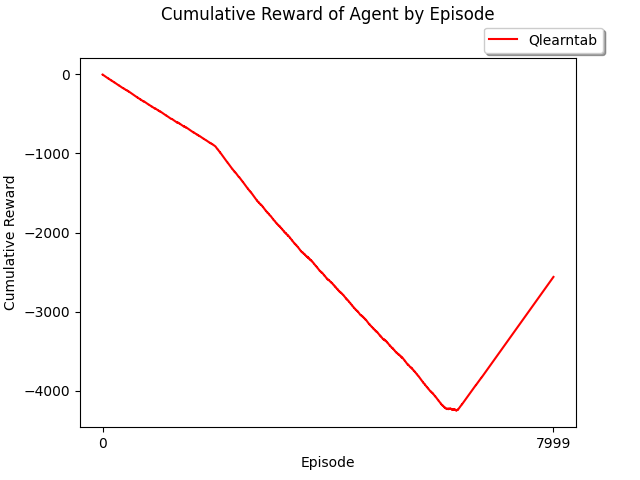 Cumulative Reward of Agent by Episode
Qlearntab
0
−1000
−2000
−3000
−4000
Cumulative Reward
0
7999
Episode